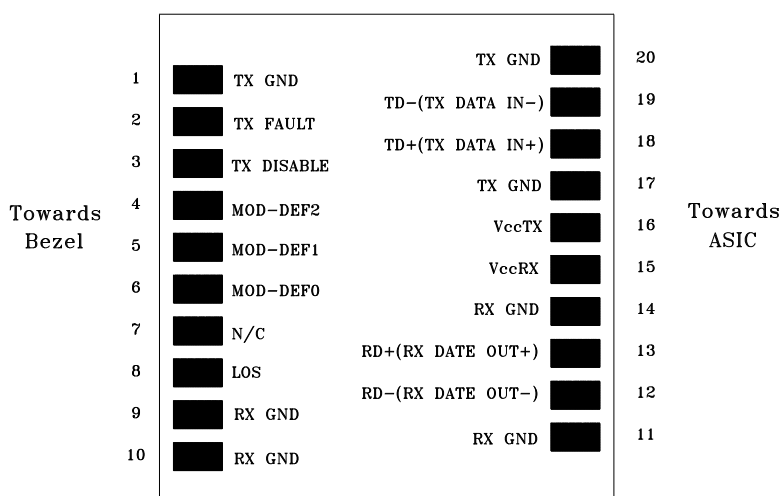 1 TX GND
2 TX FAULT
3 TX DISABLE
4 MOD-DEF2
5 MOD-DEF1
6 MOD-DEF0
7 N/C
8 LOS
9 RX GND
10 RX GND
Towards
Bezel
TX GND 20
TD-(TX DATA IN-) 19
TD+(TX DATA IN+) 18
TX GND 17
VccTX 16
VccRX 15
RX GND 14
RD+(RX DATE OUT+) 13
RD-(RX DATE OUT-) 12
RX GND 11
Towards
ASIC